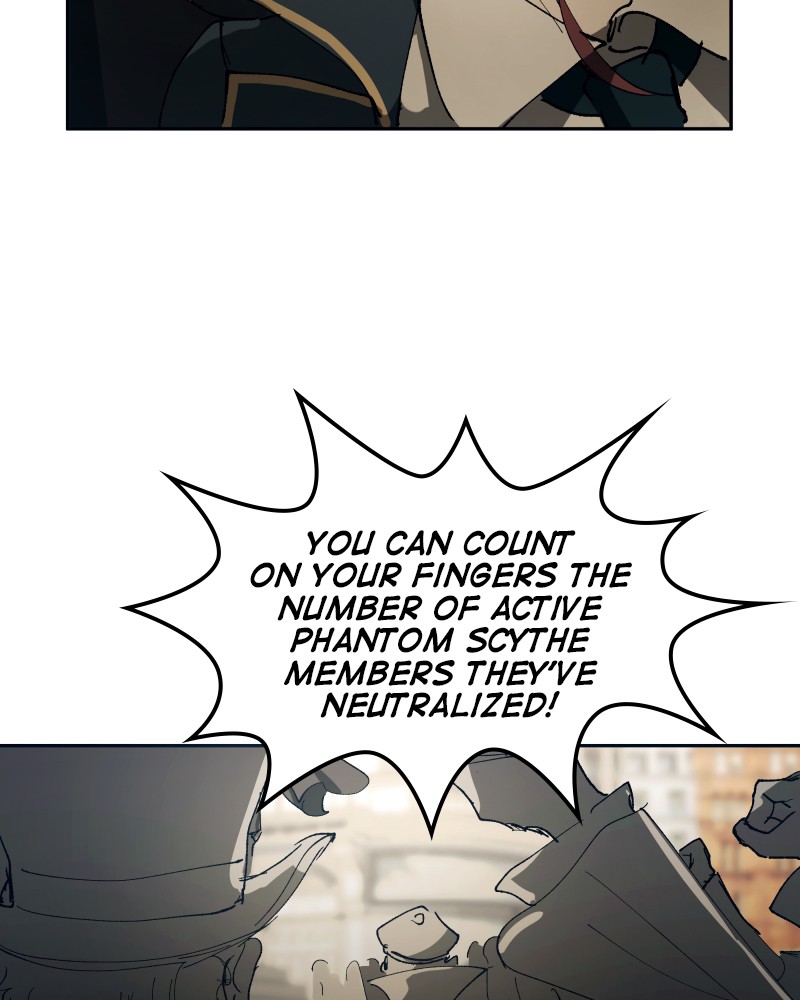 YOU CAN COUNT
ON YOUR FINGERS THE
NUMBER OF ACTIVE
PHANTOM SCYTHE
MEMBERS THEY'VE
NEUTRALIZED!